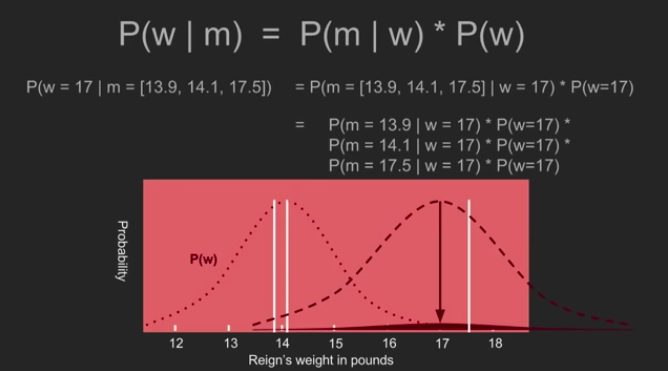 P(w | m) = P(m | w) * P(w)
P(w = 17 | m = [13.9, 14.1, 17.5]) = P(m = [13.9, 14.1, 17.5] | w = 17) * P(w=17)
= P(m = 13.9 | w = 17) * P(w=17) *
P(m = 14.1 | w = 17) * P(w=17) *
P(m = 17.5 | w = 17) * P(w=17)
Probability
P(w)
12 13 14 15 16 17 18
Reign's weight in pounds